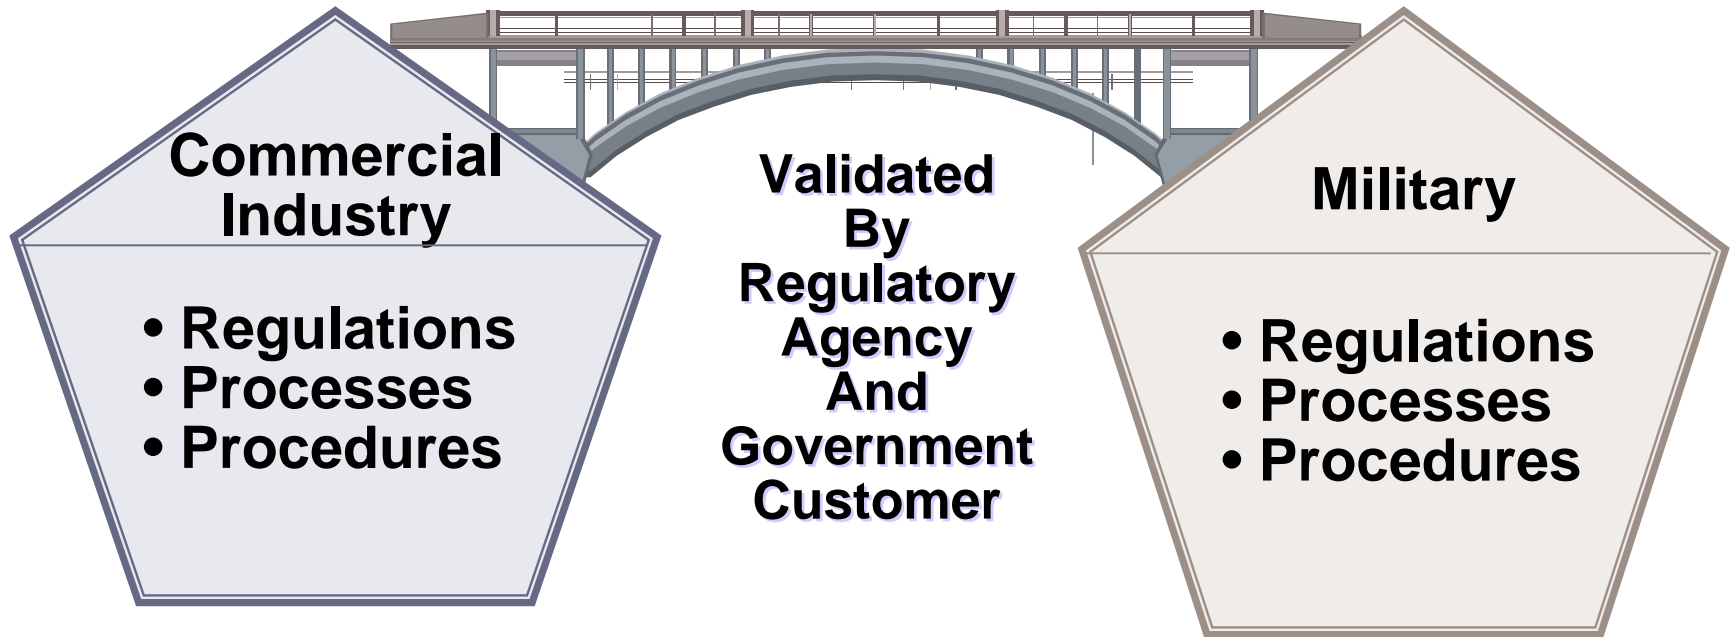 Commercial
Industry
• Regulations
• Processes
• Procedures
Validated
By
Regulatory
Agency
And
Government
Customer
Military
• Regulations
• Processes
• Procedures